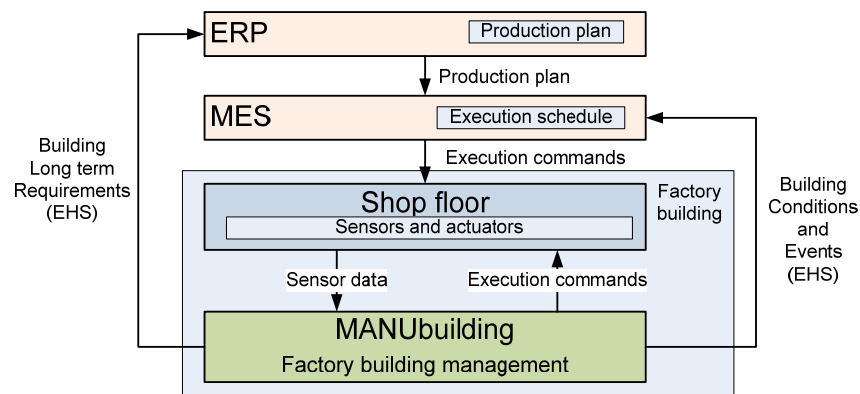 ERP
Production plan
Production plan
MES
Execution schedule
Execution commands
Building
Long term
Requirements
(EHS)
Factory
building
Shop floor
Sensors and actuators
Building
Conditions
and
Events
(EHS)
Sensor data
Execution commands
MANUbuilding
Factory building management